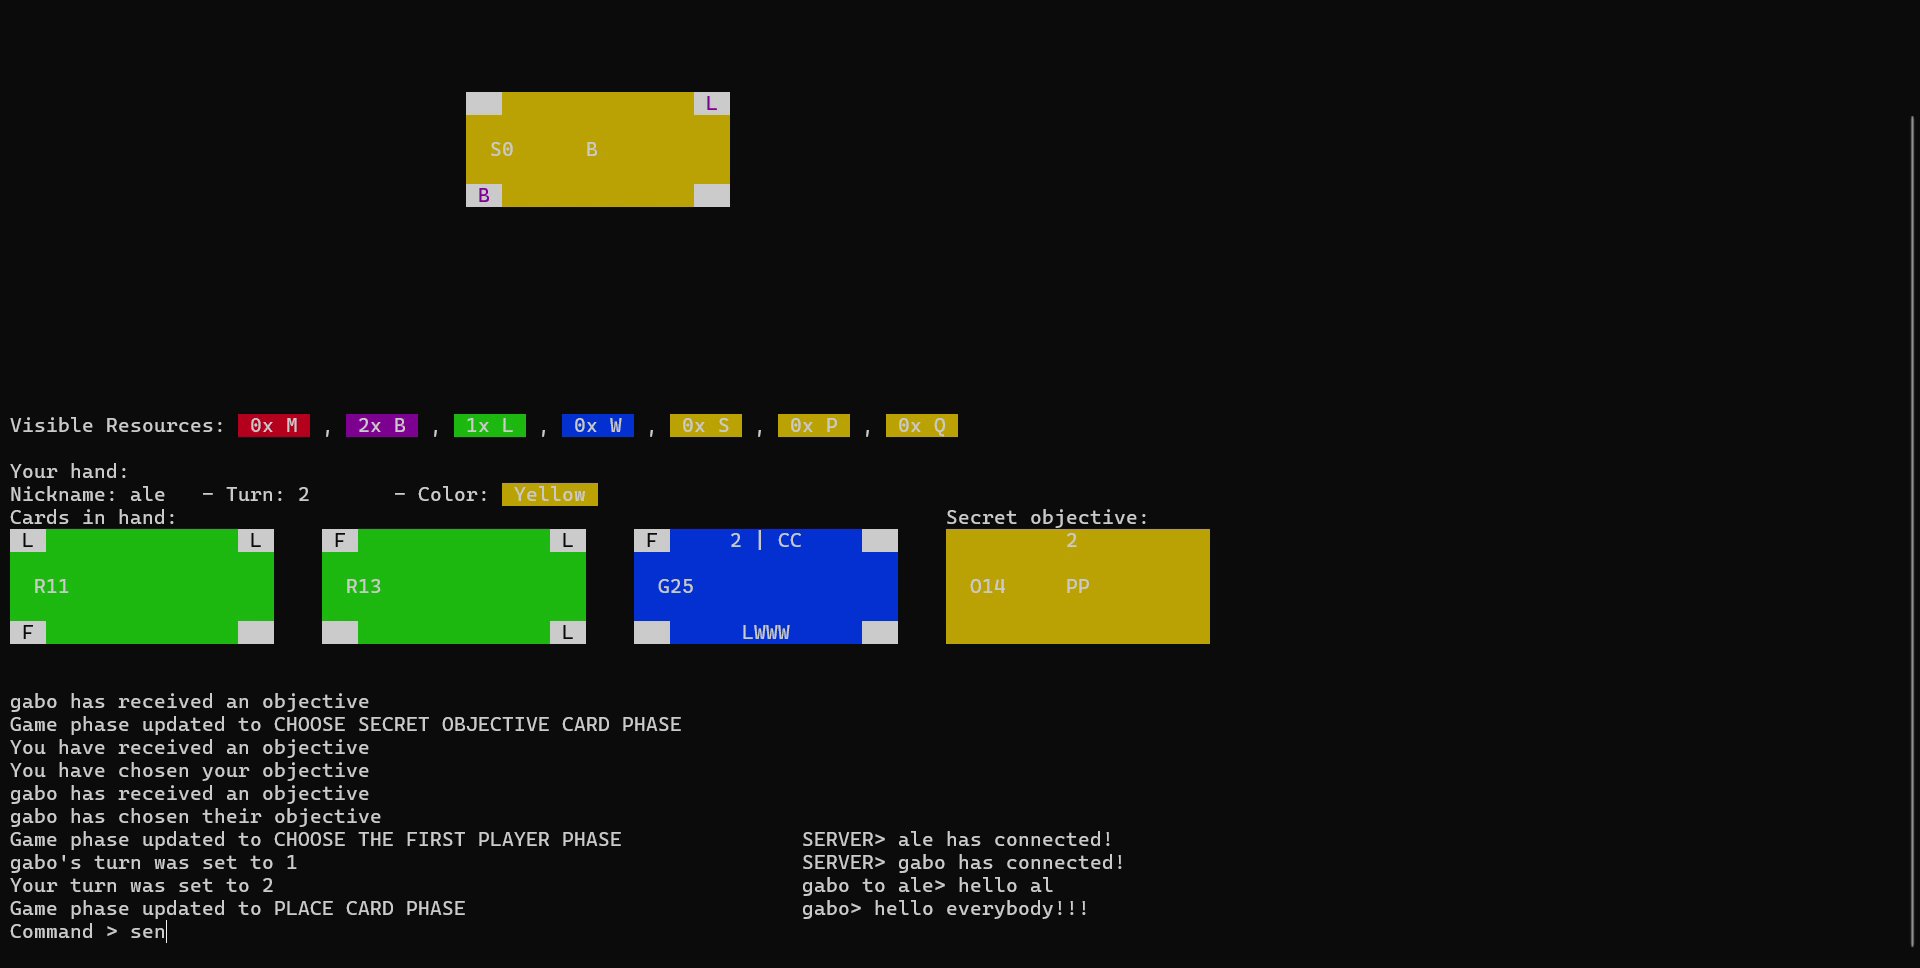 L
S0 B
B
Visible Resources: 0x M , 2x B , 1x L , 0x W , 0x S , 0x P , 0x Q
Your hand:
Nickname: ale - Turn: 2 - Color: Yellow
Cards in hand: Secret objective:
L L F L F 2 | CC 2
R11 R13 G25 O14 PP
F L LWWW
gabo has received an objective
Game phase updated to CHOOSE SECRET OBJECTIVE CARD PHASE
You have received an objective
You have chosen your objective
gabo has received an objective
gabo has chosen their objective
Game phase updated to CHOOSE THE FIRST PLAYER PHASE SERVER> ale has connected!
gabo's turn was set to 1 SERVER> gabo has connected!
Your turn was set to 2 gabo to ale> hello al
Game phase updated to PLACE CARD PHASE gabo> hello everybody!!!
Command > sen